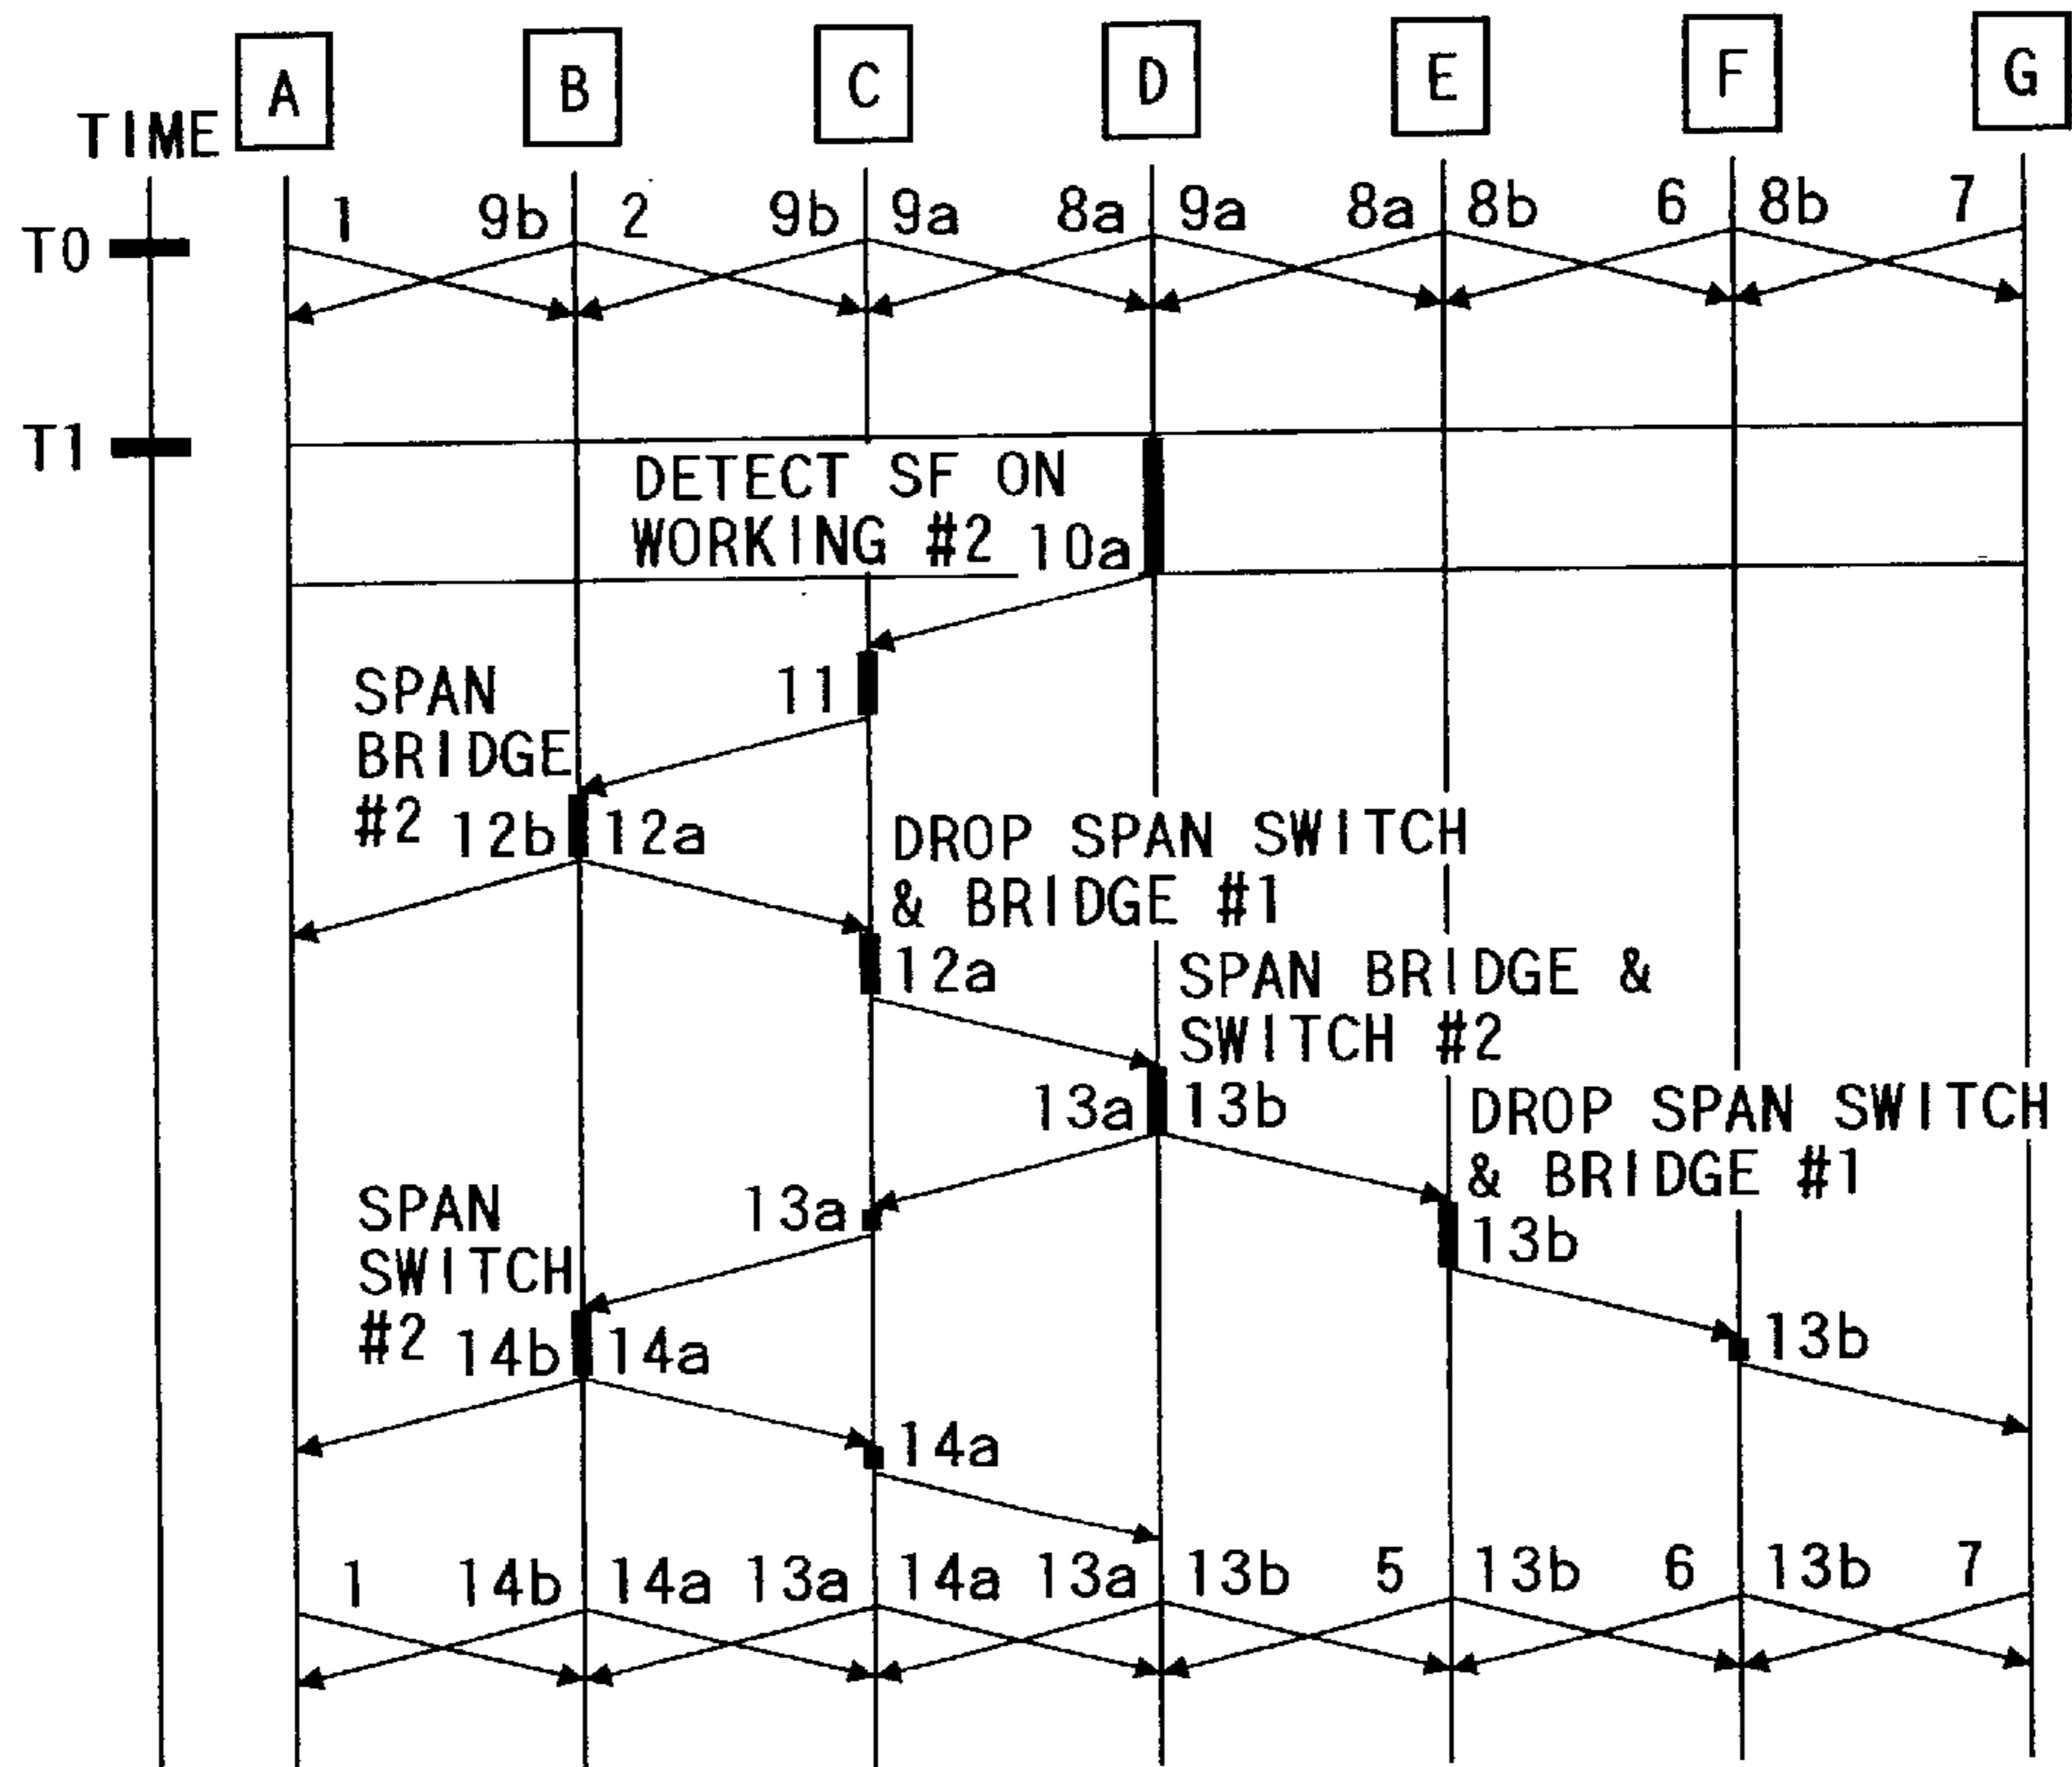 A B C D E F G
TIME
1 9b 2 9b 9a 8a 9a 8a 8b 6 8b 7
T0
T1
DETECT SF ON
WORKING #2 10a
SPAN
BRIDGE
#2
11
12b 12a
DROP SPAN SWITCH
& BRIDGE #1
12a
SPAN BRIDGE &
SWITCH #2
13a 13b
DROP SPAN SWITCH
& BRIDGE #1
13a
13b
SPAN
SWITCH
#2
14b 14a
13b
14a
1 14b 14a 13a 14a 13a 13b 5 13b 6 13b 7